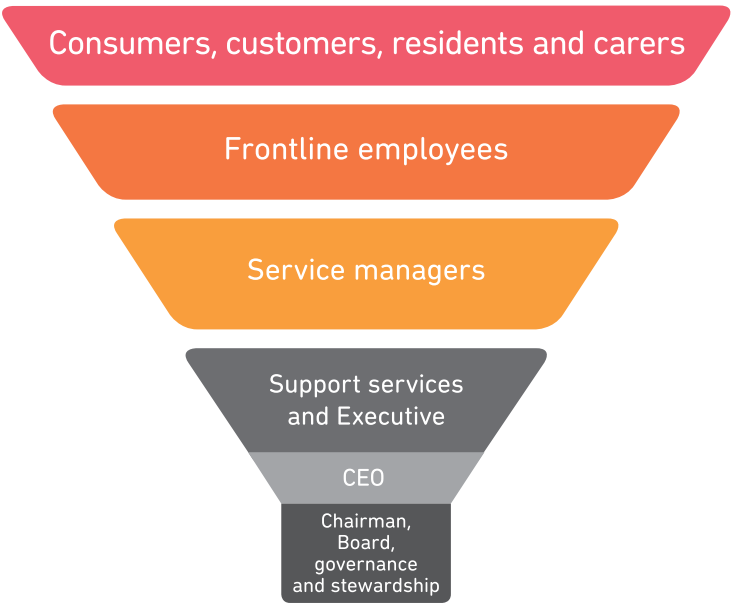 Consumers, customers, residents and carers
Frontline employees
Service managers
Support services
and Executive
CEO
Chairman,
Board,
governance
and stewardship